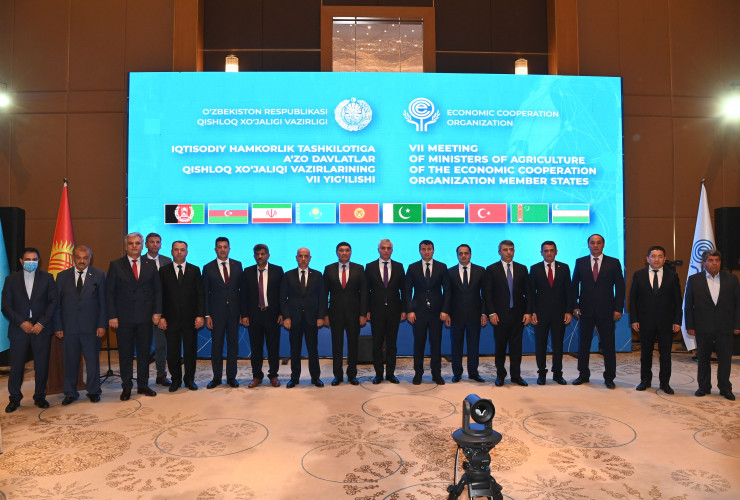 O'ZBEKISTON RESPUBLIKASI
QISHLOQ XO'JALIGI VAZIRLIGI
IQTISODIY HAMKORLIK TASHKILOTIGA
A'ZO DAVLATLAR
QISHLOQ XO'JALIQI VAZIRLARINING
VII YIG'ILISHI
ECONOMIC COOPERATION
ORGANIZATION
VII MEETING
OF MINISTERS OF AGRICULTURE
OF THE ECONOMIC COOPERATION
ORGANIZATION MEMBER STATES